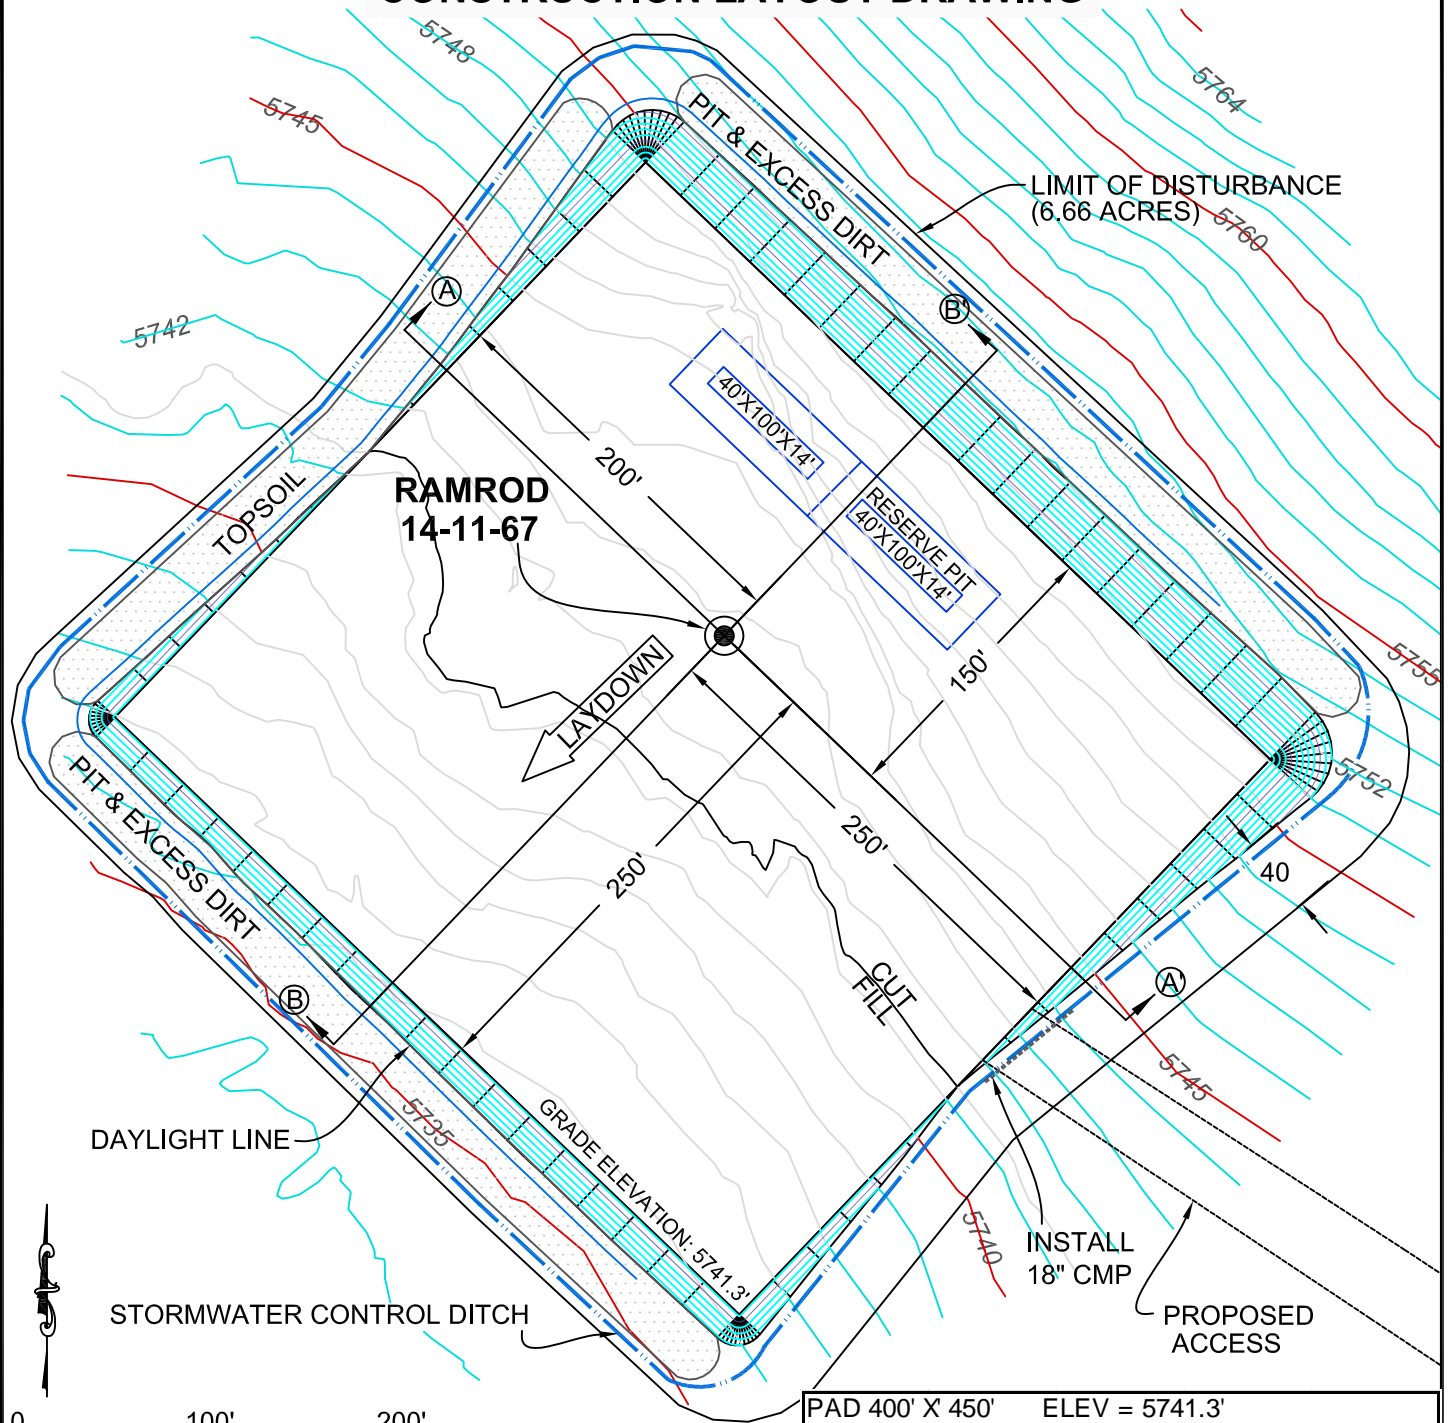 CONSTRUCTION LAYOUT DRAWING
5748
5745
5764
PIT & EXCESS DIRT
LIMIT OF DISTURBANCE
(6.66 ACRES)
5760
A
B'
5742
40'X100'X14'
200'
RAMROD
14-11-67
RESERVE PIT
40'X100'X14'
TOPSOIL
LAYDOWN
150'
5755
PIT & EXCESS DIRT
5752
250'
250'
40
CUT
FILL
A'
B
5745
5735
DAYLIGHT LINE
GRADE ELEVATION: 5741.3'
5740
INSTALL
18" CMP
STORMWATER CONTROL DITCH
PROPOSED
ACCESS
0 100' 200'
PAD 400' X 450' ELEV = 5741.3'